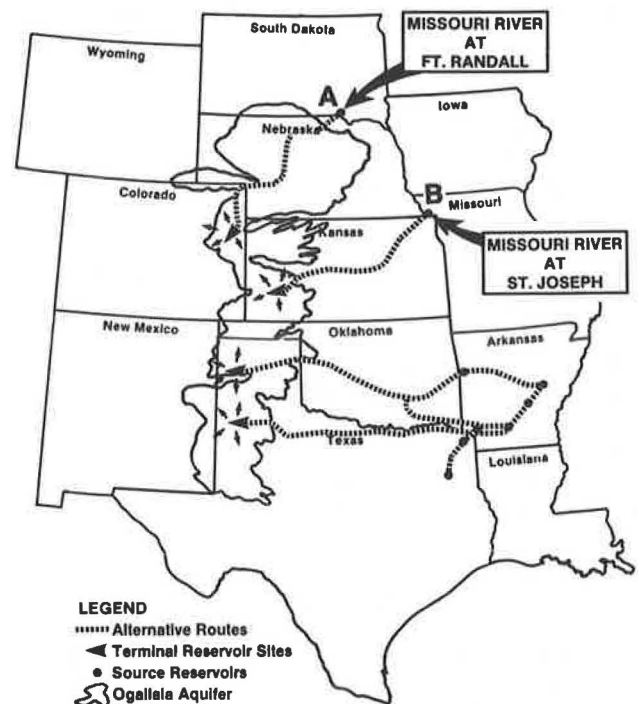 South Dakota
MISSOURI RIVER
AT
FT. RANDALL
Wyoming
A
Iowa
Nebraska
Colorado
B
Missouri
Kansas
MISSOURI RIVER
AT
ST. JOSEPH
New Mexico
Oklahoma
Arkansas
Texas
Louisiana
LEGEND
Alternative Routes
Terminal Reservoir Sites
Source Reservoirs
Ogallala Aquifer